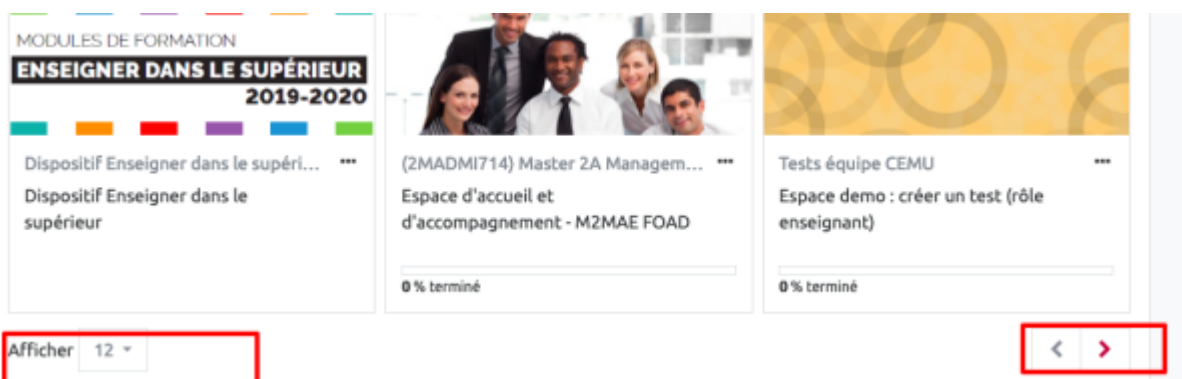 MODULES DE FORMATION
ENSEIGNER DANS LE SUPÉRIEUR
2019-2020
Dispositif Enseigner dans le supéri... ...
Dispositif Enseigner dans le
supérieur
(2MADMI714) Master 2A Managem... ...
Espace d'accueil et
d'accompagnement - M2MAE FOAD
0 % terminé
Tests équipe CEMU ...
Espace demo : créer un test (rôle
enseignant)
0 % terminé
Afficher 12